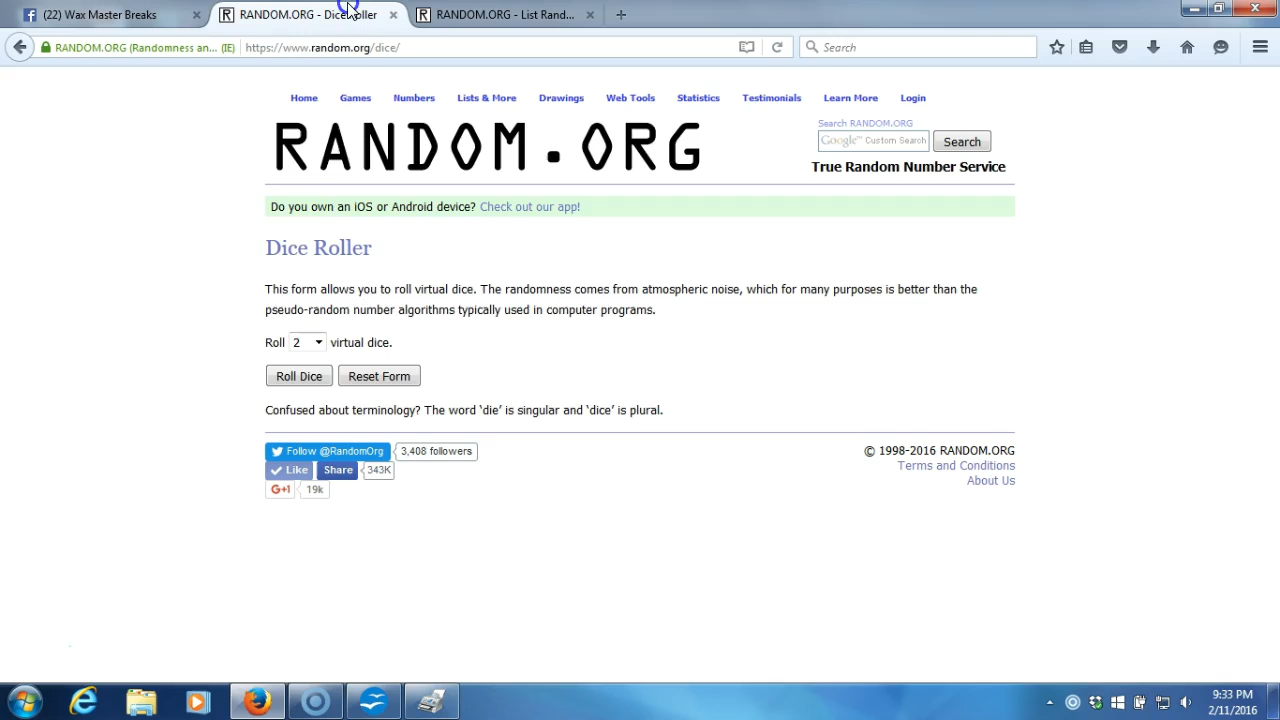 (22) Wax Master Breaks
RANDOM.ORG - Dice Roller
RANDOM.ORG - List Rand...
RANDOM.ORG (Randomness an... (IE)
https://www.random.org/dice/
Search
Home Games Numbers Lists & More Drawings Web Tools Statistics Testimonials Learn More Login
RANDOM.ORG
Search RANDOM.ORG
Google™ Custom Search
Search
True Random Number Service
Do you own an iOS or Android device? Check out our app!
Dice Roller
This form allows you to roll virtual dice. The randomness comes from atmospheric noise, which for many purposes is better than the
pseudo-random number algorithms typically used in computer programs.
Roll 2 virtual dice.
Roll Dice Reset Form
Confused about terminology? The word ‘die’ is singular and ‘dice’ is plural.
Follow @RandomOrg 3,408 followers
Like Share 343K
G+1 19k
© 1998-2016 RANDOM.ORG
Terms and Conditions
About Us
9:33 PM
2/11/2016